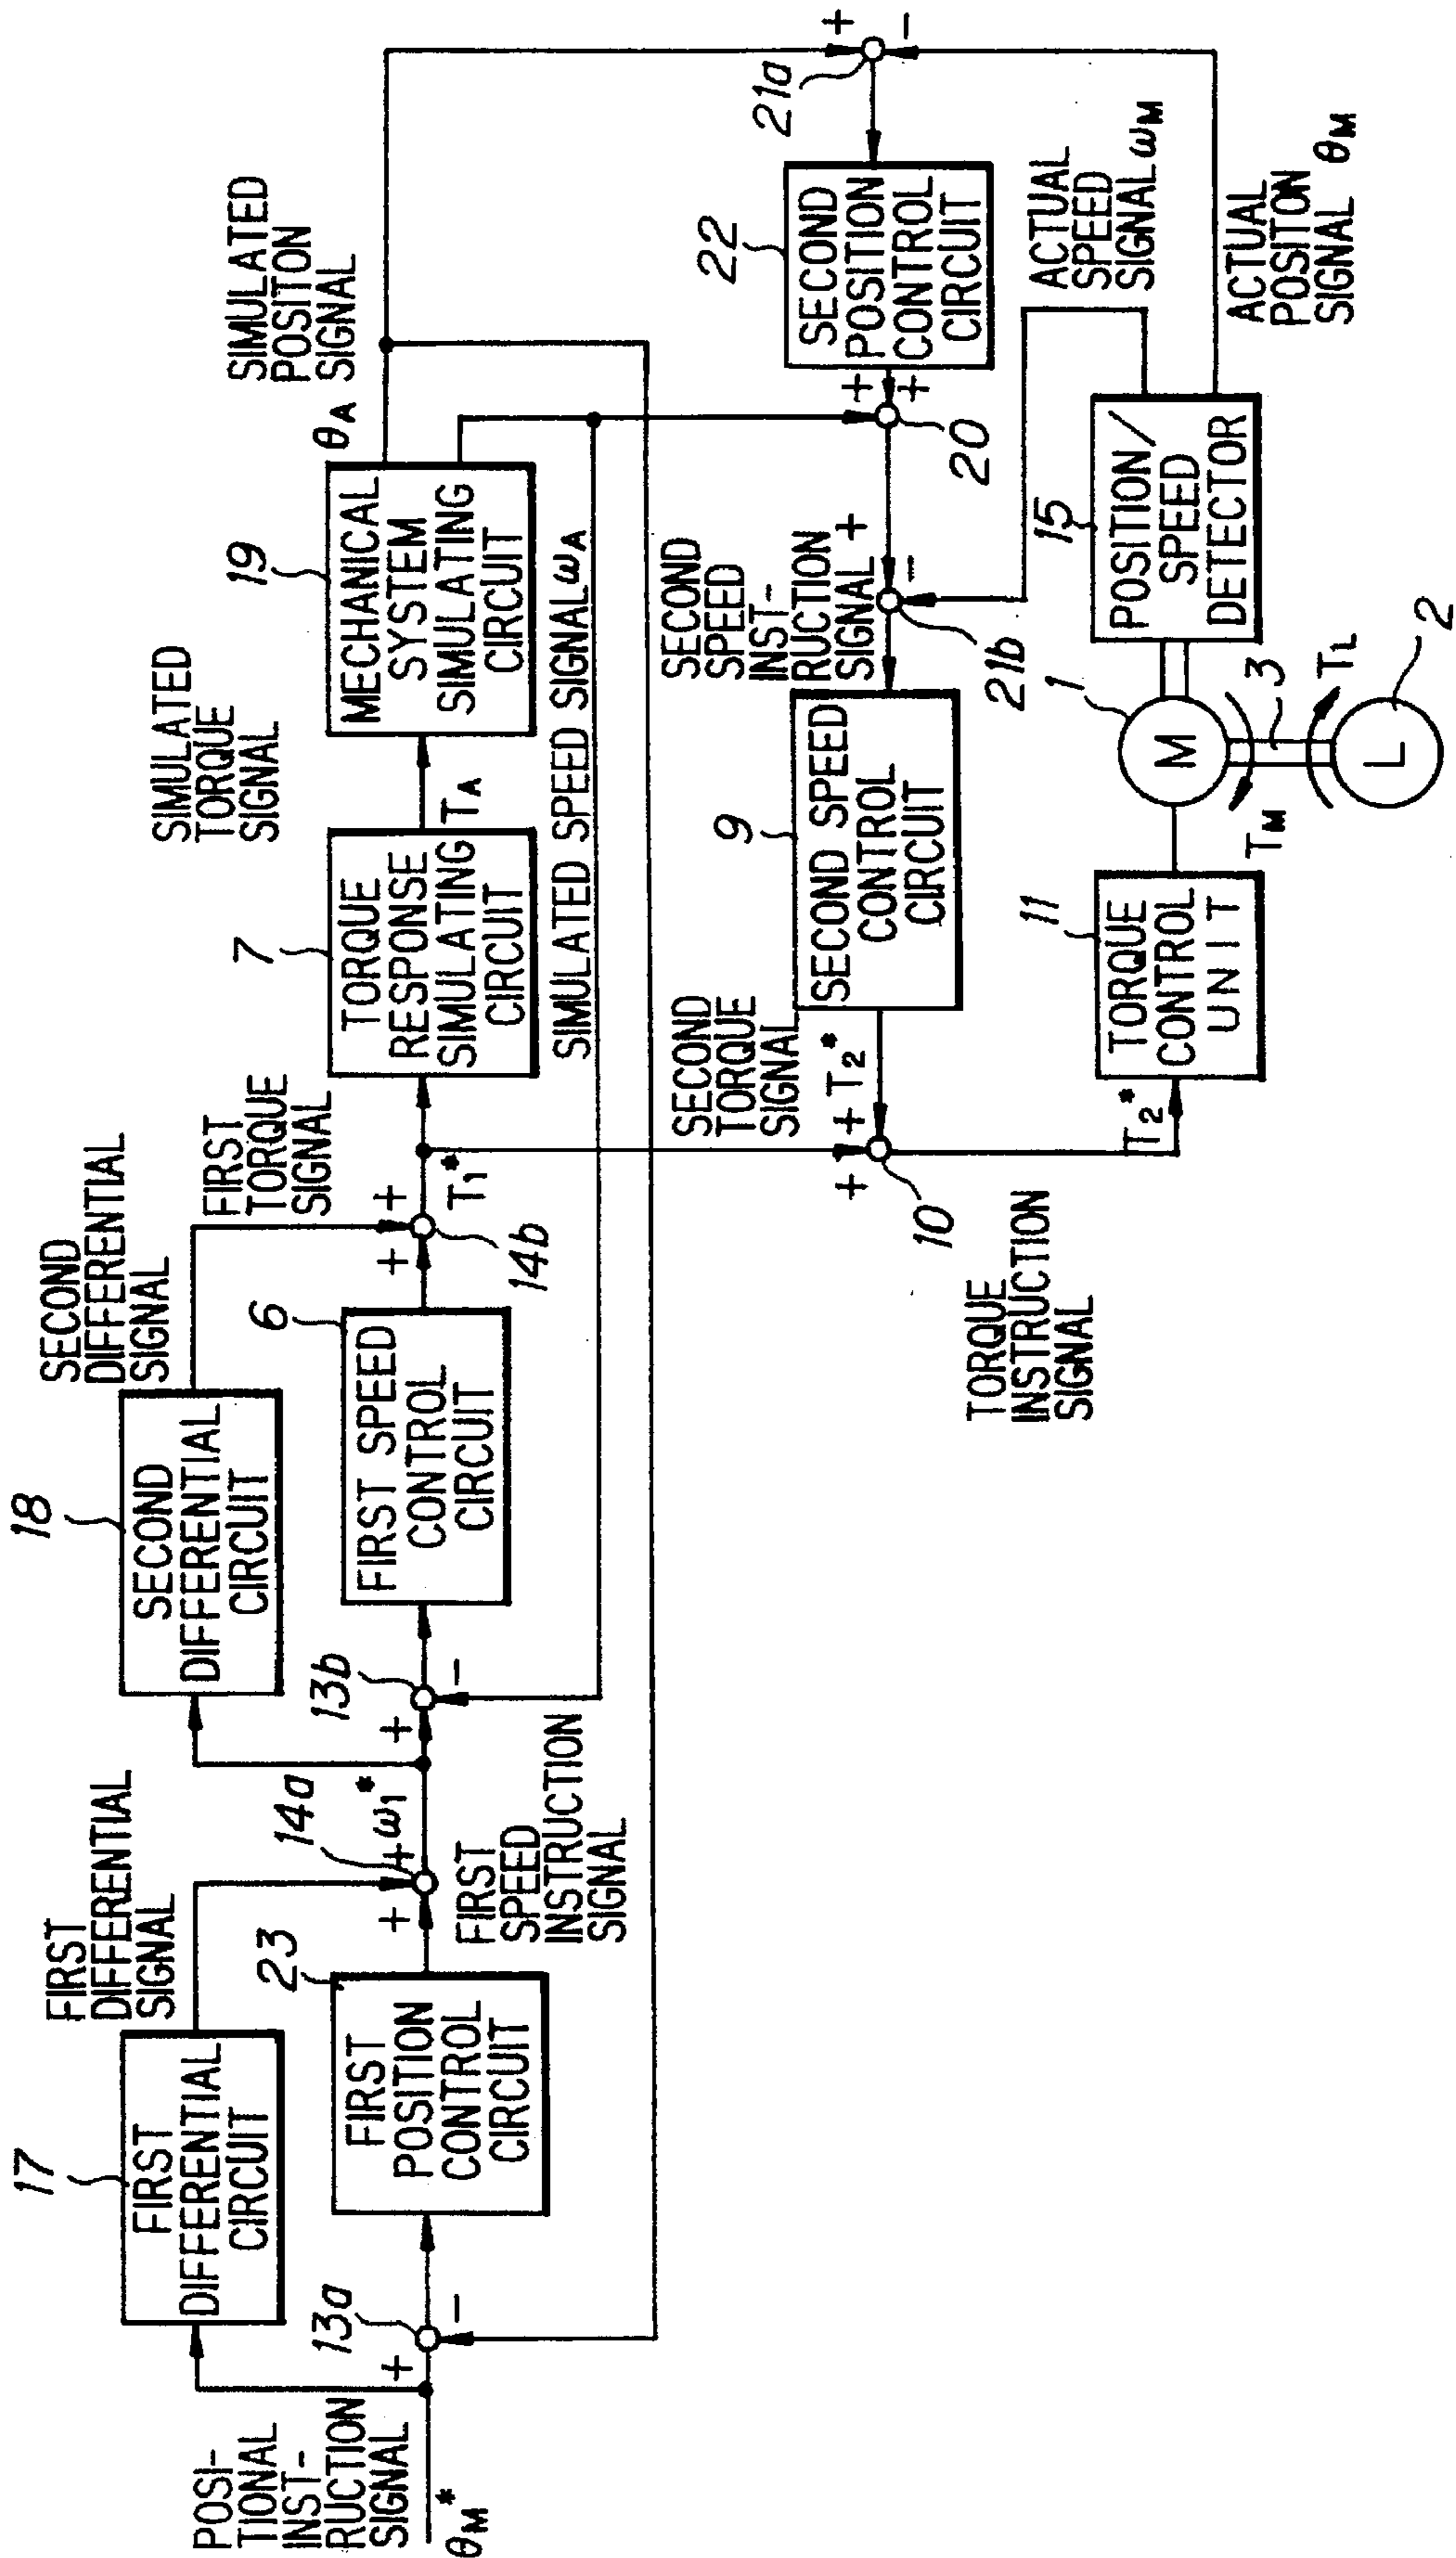 17
FIRST
DIFFERENTIAL
CIRCUIT
FIRST
DIFFERENTIAL
SIGNAL
18
SECOND
DIFFERENTIAL
CIRCUIT
SECOND
DIFFERENTIAL
SIGNAL
POSI-
TIONAL
INST-
RUCTION
SIGNAL
θM*
+
13a
−
23
FIRST
POSITION
CONTROL
CIRCUIT
+
+
14a
ω1*
FIRST
SPEED
INSTRUCTION
SIGNAL
+
13b
−
6
FIRST SPEED
CONTROL
CIRCUIT
+
+
14b
FIRST
TORQUE
SIGNAL
T1*
7
TORQUE
RESPONSE
SIMULATING
CIRCUIT
SIMULATED
TORQUE
SIGNAL
TA
19
MECHANICAL
SYSTEM
SIMULATING
CIRCUIT
θA
SIMULATED
POSITON
SIGNAL
SIMULATED SPEED SIGNAL ωA
+
−
21a
22
SECOND
POSITION
CONTROL
CIRCUIT
+
+
20
SECOND
SPEED
INST-
RUCTION
SIGNAL
+
−
21b
9
SECOND SPEED
CONTROL
CIRCUIT
SECOND
TORQUE
SIGNAL
T2*
+
+
10
TORQUE
INSTRUCTION
SIGNAL
T2*
11
TORQUE
CONTROL
UNIT
1
M
TM
3
TL
L
2
15
POSITION/
SPEED
DETECTOR
ACTUAL
SPEED
SIGNAL ωM
ACTUAL
POSITON
SIGNAL θM